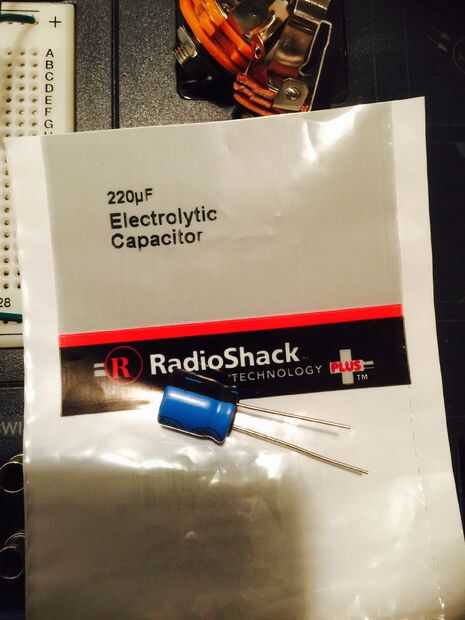 +
A
B
C
D
E
F
G
28
220µF
Electrolytic
Capacitor
R RadioShack
TECHNOLOGY PLUS TM